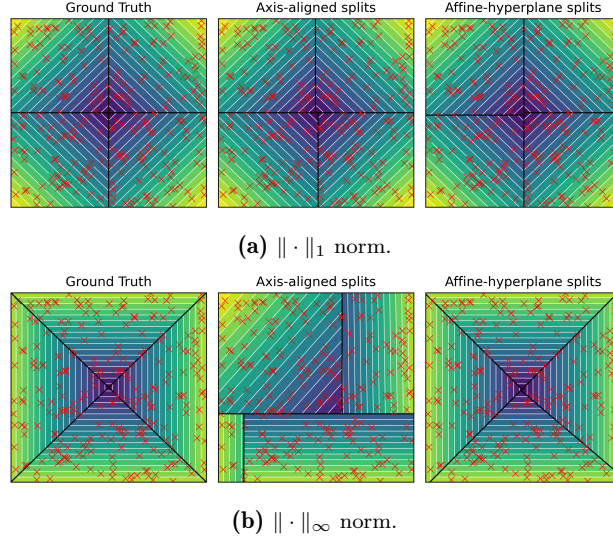 Ground Truth Axis-aligned splits Affine-hyperplane splits
(a) ‖ · ‖₁ norm.
Ground Truth Axis-aligned splits Affine-hyperplane splits
(b) ‖ · ‖∞ norm.